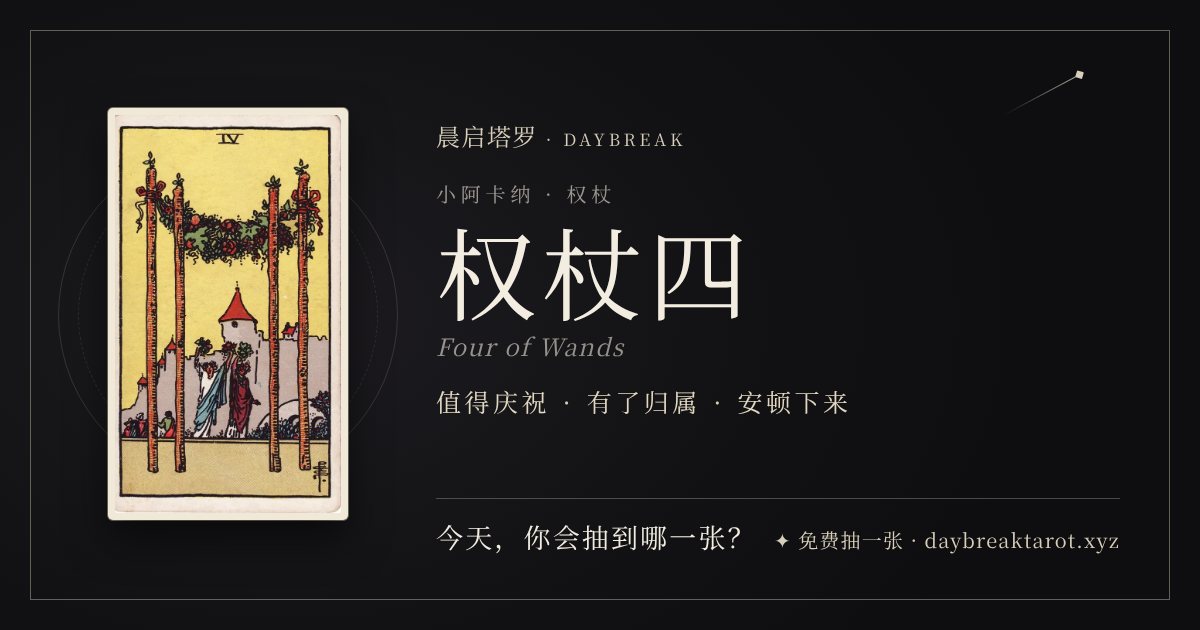 IV
晨启塔罗 · DAYBREAK
小阿卡纳 · 权杖
权杖四
Four of Wands
值得庆祝 · 有了归属 · 安顿下来
今天，你会抽到哪一张？
✦ 免费抽一张 · daybreaktarot.xyz